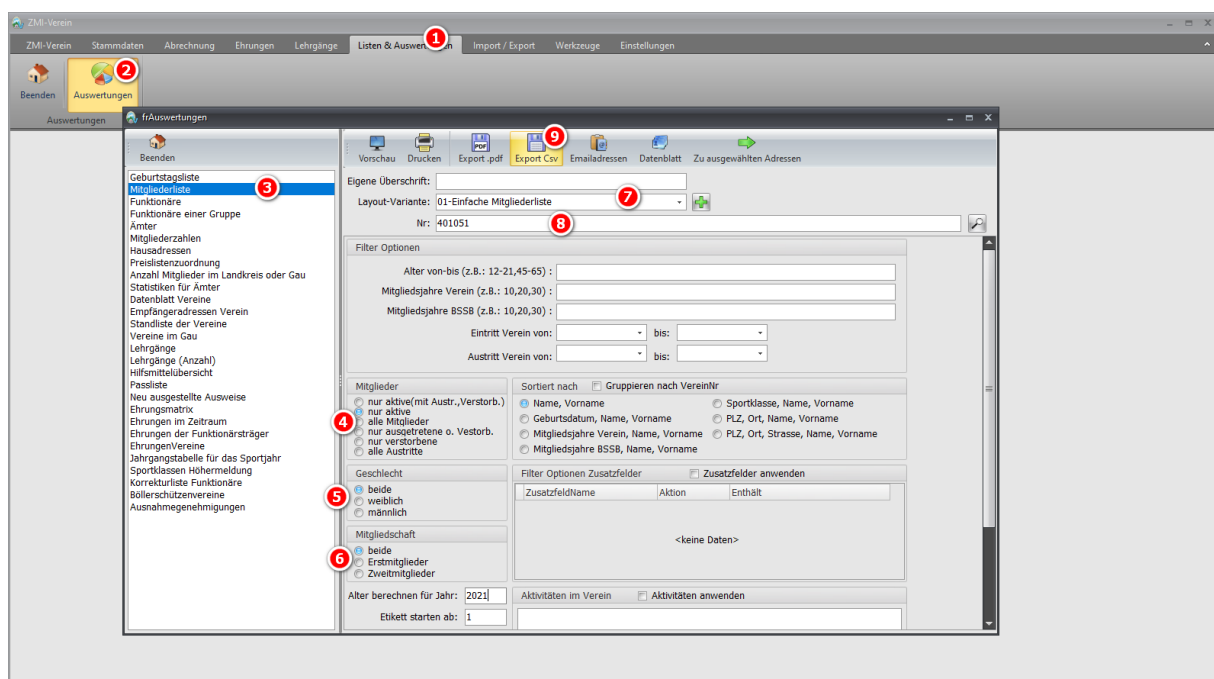 ZMI-Verein
ZMI-Verein Stammdaten Abrechnung Ehrungen Lehrgänge Listen & Auswer 1 n Import / Export Werkzeuge Einstellungen
2
Beenden Auswertungen
Auswertungen
frAuswertungen
Beenden
Geburtstagsliste
Mitgliederliste 3
Funktionäre
Funktionäre einer Gruppe
Ämter
Mitgliederzahlen
Hausadressen
Preislistenzuordnung
Anzahl Mitglieder im Landkreis oder Gau
Statistiken für Ämter
Datenblatt Vereine
Empfängeradressen Verein
Standliste der Vereine
Vereine im Gau
Lehrgänge
Lehrgänge (Anzahl)
Hilfsmittelübersicht
Passliste
Neu ausgestellte Ausweise
Ehrungsmatrix
Ehrungen im Zeitraum
Ehrungen der Funktionärsträger
EhrungenVereine
Jahrgangstabelle für das Sportjahr
Sportklassen Höhermeldung
Korrekturliste Funktionäre
Böllerschützenvereine
Ausnahmegenehmigungen
PDF 9
Vorschau Drucken Export .pdf Export Csv Emailadressen Datenblatt Zu ausgewählten Adressen
Eigene Überschrift:
Layout-Variante: 01-Einfache Mitgliederliste 7
Nr: 401051 8
Filter Optionen
Alter von-bis (z.B.: 12-21,45-65) :
Mitgliedsjahre Verein (z.B.: 10,20,30) :
Mitgliedsjahre BSSB (z.B.: 10,20,30) :
Eintritt Verein von: bis:
Austritt Verein von: bis:
Mitglieder
nur aktive(mit Austr.,Verstorb.)
nur aktive
4 alle Mitglieder
nur ausgetretene o. Vestorb.
nur verstorbene
alle Austritte
Sortiert nach Gruppieren nach VereinNr
Name, Vorname Sportklasse, Name, Vorname
Geburtsdatum, Name, Vorname PLZ, Ort, Name, Vorname
Mitgliedsjahre Verein, Name, Vorname PLZ, Ort, Strasse, Name, Vorname
Mitgliedsjahre BSSB, Name, Vorname
Geschlecht
beide
5 weiblich
männlich
Filter Optionen Zusatzfelder Zusatzfelder anwenden
ZusatzfeldName Aktion Enthält
<keine Daten>
Mitgliedschaft
beide
6 Erstmitglieder
Zweitmitglieder
Alter berechnen für Jahr: 2021
Etikett starten ab: 1
Aktivitäten im Verein Aktivitäten anwenden